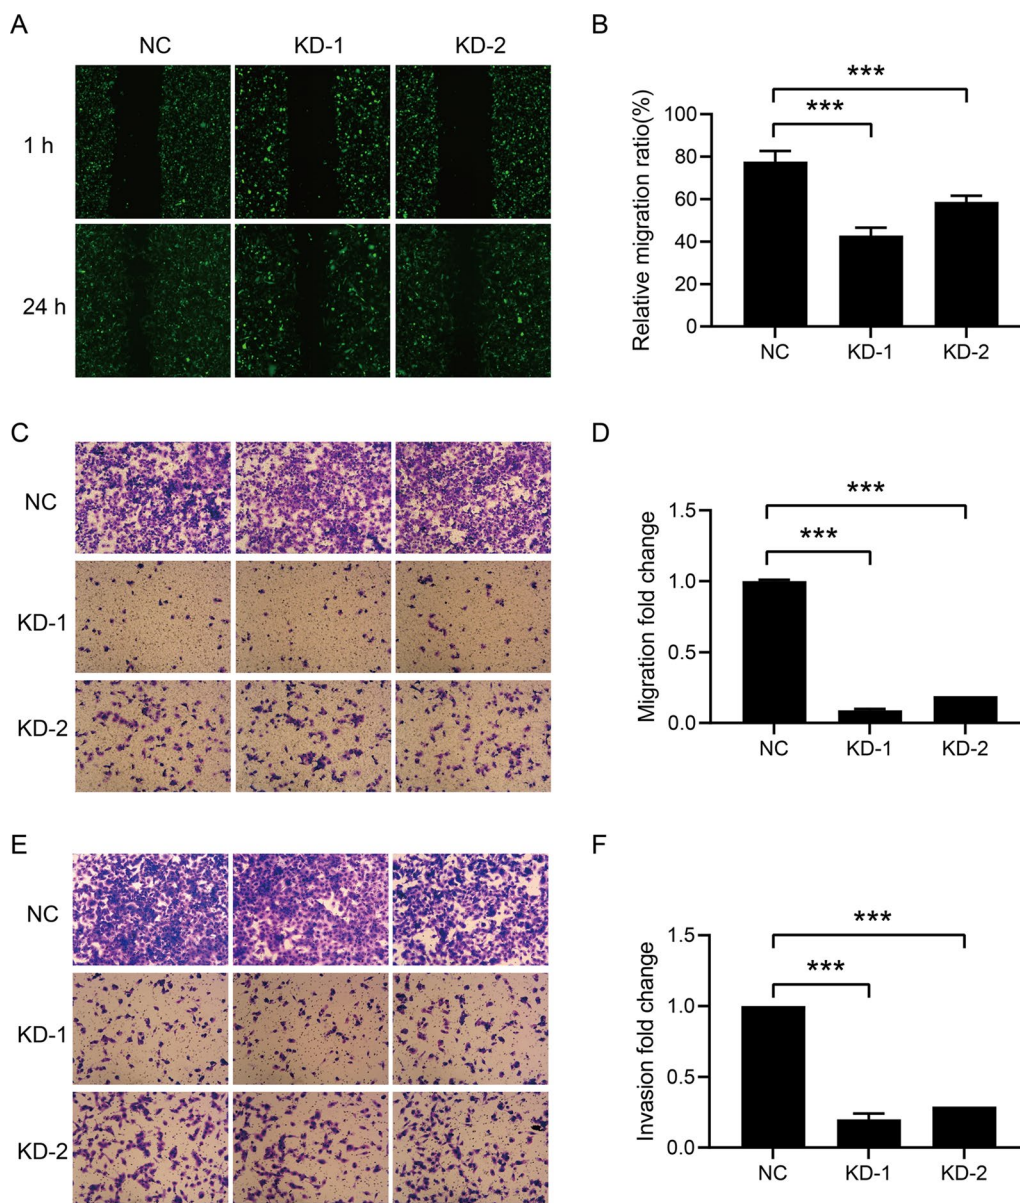 A
NC KD-1 KD-2
1 h
24 h
B
Relative migration ratio(%)
100
80
60
40
20
0
***
***
NC KD-1 KD-2
C
NC
KD-1
KD-2
D
Migration fold change
1.5
1.0
0.5
0.0
***
***
NC KD-1 KD-2
E
NC
KD-1
KD-2
F
Invasion fold change
1.5
1.0
0.5
0.0
***
***
NC KD-1 KD-2